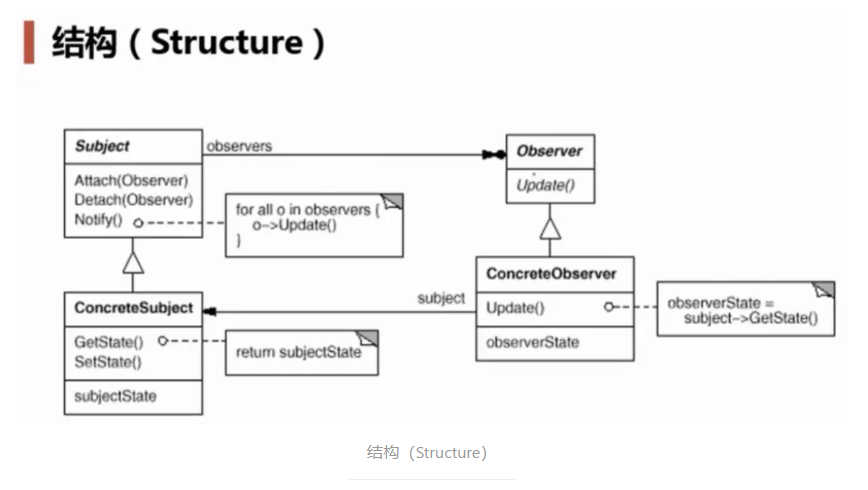 结构（Structure）
Subject
observers
Observer
Attach(Observer)
Detach(Observer)
Notify()
for all o in observers {
o->Update()
}
Update()
ConcreteSubject
subject
ConcreteObserver
GetState()
SetState()
return subjectState
subjectState
Update()
observerState =
subject->GetState()
observerState
结构（Structure）